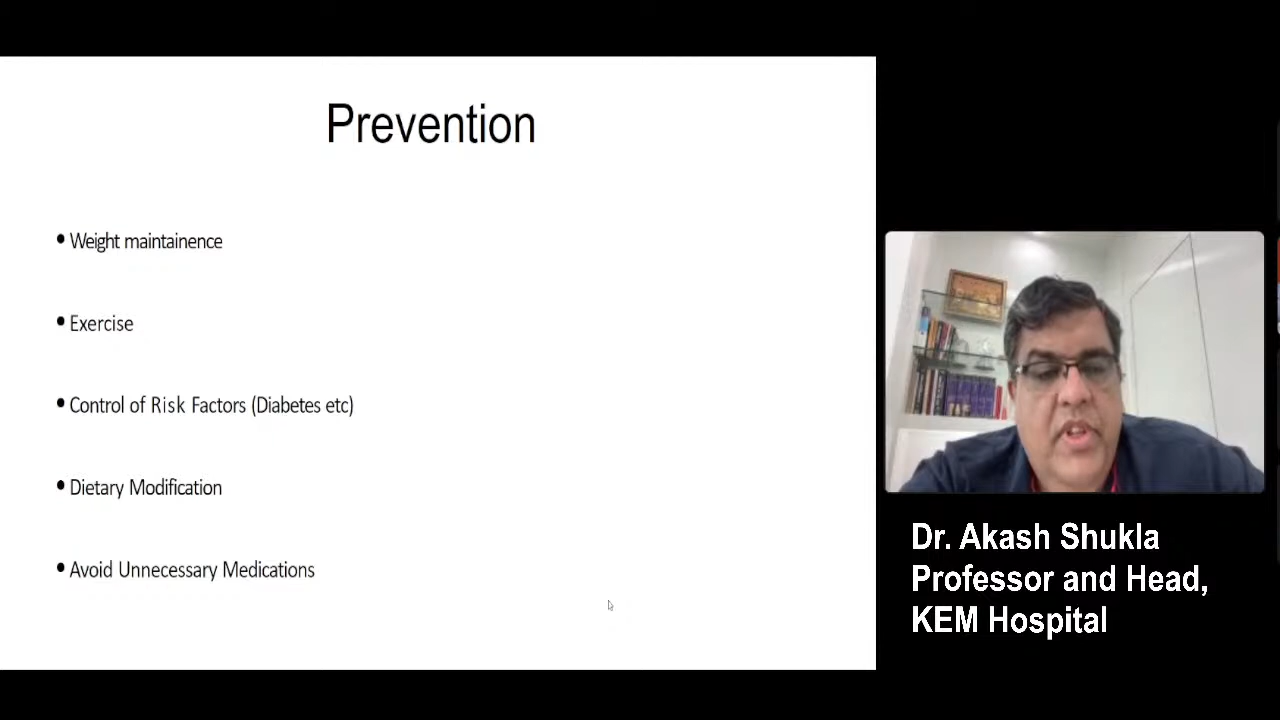 Prevention
• Weight maintainence
• Exercise
• Control of Risk Factors (Diabetes etc)
• Dietary Modification
• Avoid Unnecessary Medications
Dr. Akash Shukla
Professor and Head,
KEM Hospital